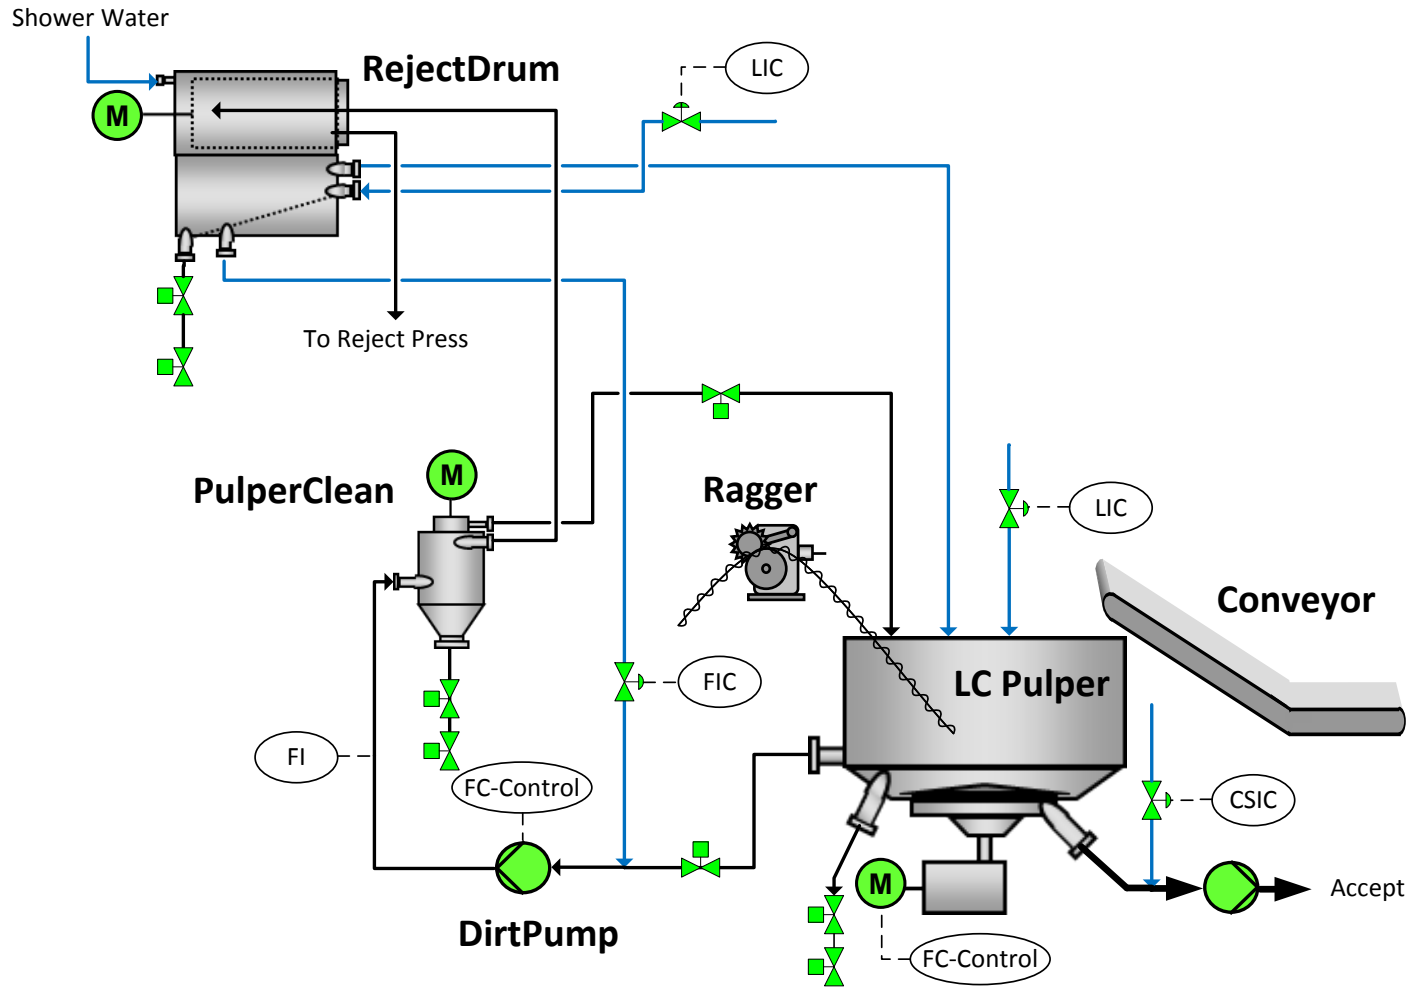 Shower Water
RejectDrum
LIC
M
To Reject Press
PulperClean
M
Ragger
LIC
Conveyor
LC Pulper
FIC
FI
FC-Control
CSIC
M
Accept
DirtPump
FC-Control